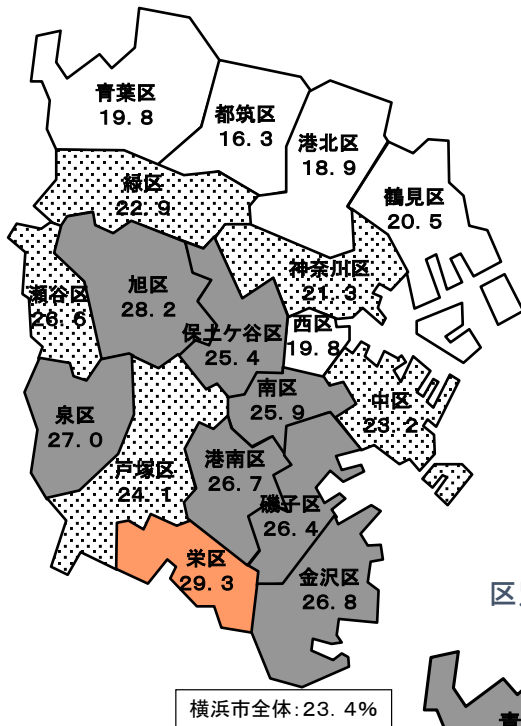 青葉区
19.8
都筑区
16.3
港北区
18.9
鶴見区
20.5
緑区
22.9
神奈川区
21.3
瀬谷区
26.6
旭区
28.2
保土ケ谷区
25.4
西区
19.8
泉区
27.0
南区
25.9
中区
23.2
戸塚区
24.1
港南区
26.7
磯子区
26.4
栄区
29.3
金沢区
26.8
区
横浜市全体:23.4%